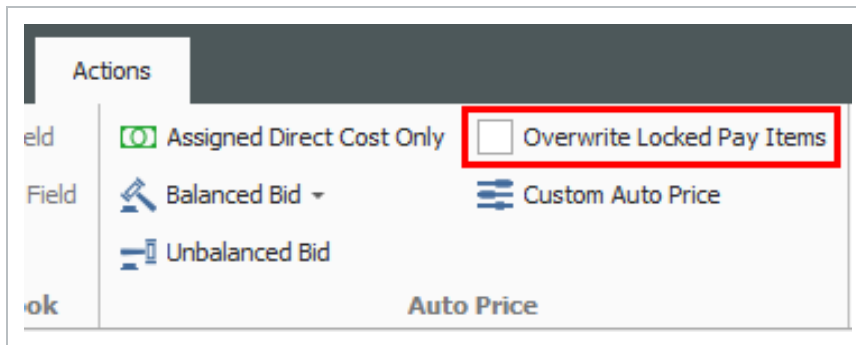 Actions
eld
Assigned Direct Cost Only
Overwrite Locked Pay Items
Field
Balanced Bid
Custom Auto Price
Unbalanced Bid
ok
Auto Price